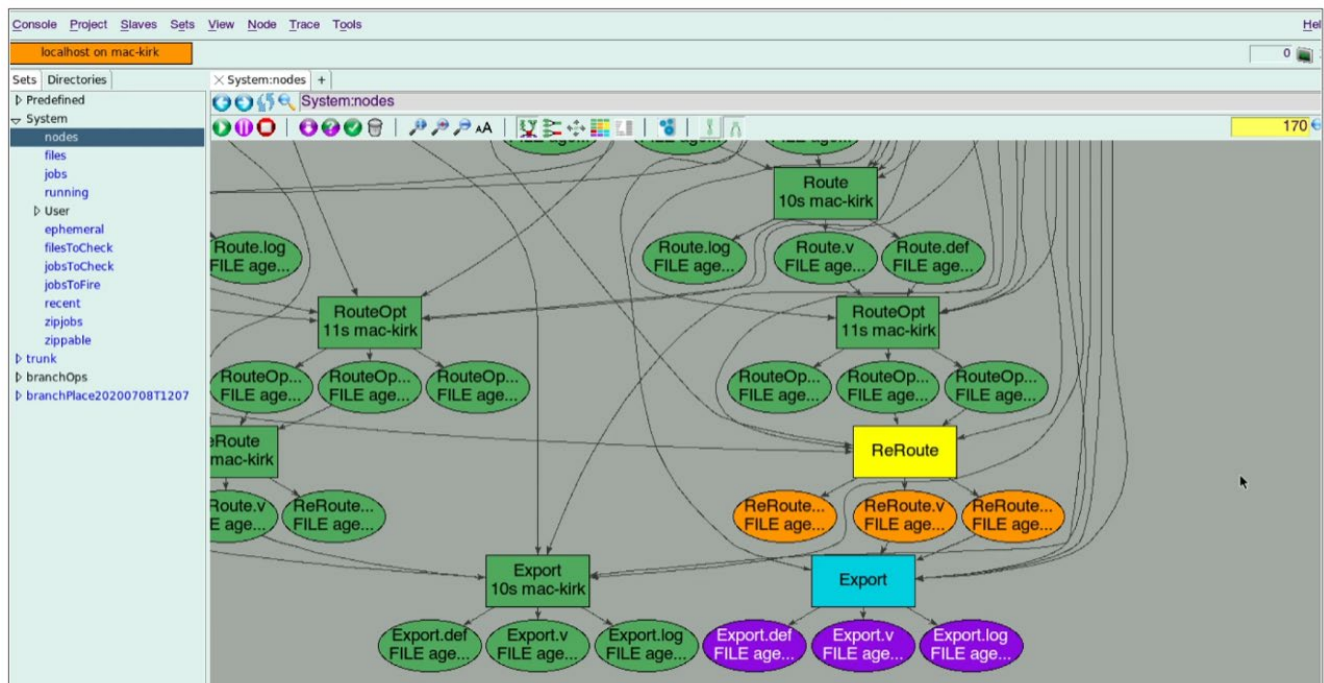 Console Project Slaves Sets View Node Trace Tools
localhost on mac-kirk
0
Sets Directories
System:nodes +
Predefined
System:nodes
System
nodes
AA
170
files
jobs
running
User
ephemeral
filesToCheck
jobsToCheck
jobsToFire
recent
zipjobs
zippable
trunk
branchOps
branchPlace20200708T1207
FILE age...
Route
10s mac-kirk
Route.log
FILE age...
Route.log
FILE age...
Route.v
FILE age...
Route.def
FILE age...
RouteOpt
11s mac-kirk
RouteOpt
11s mac-kirk
RouteOp...
FILE age...
RouteOp...
FILE age...
RouteOp...
FILE age...
RouteOp...
FILE age...
RouteOp...
FILE age...
RouteOp...
FILE age...
eRoute
mac-kirk
ReRoute
Route.v
E age...
ReRoute...
FILE age...
ReRoute...
FILE age...
ReRoute.v
FILE age...
ReRoute...
FILE age...
Export
10s mac-kirk
Export
Export.def
FILE age...
Export.v
FILE age...
Export.log
FILE age...
Export.def
FILE age...
Export.v
FILE age...
Export.log
FILE age...